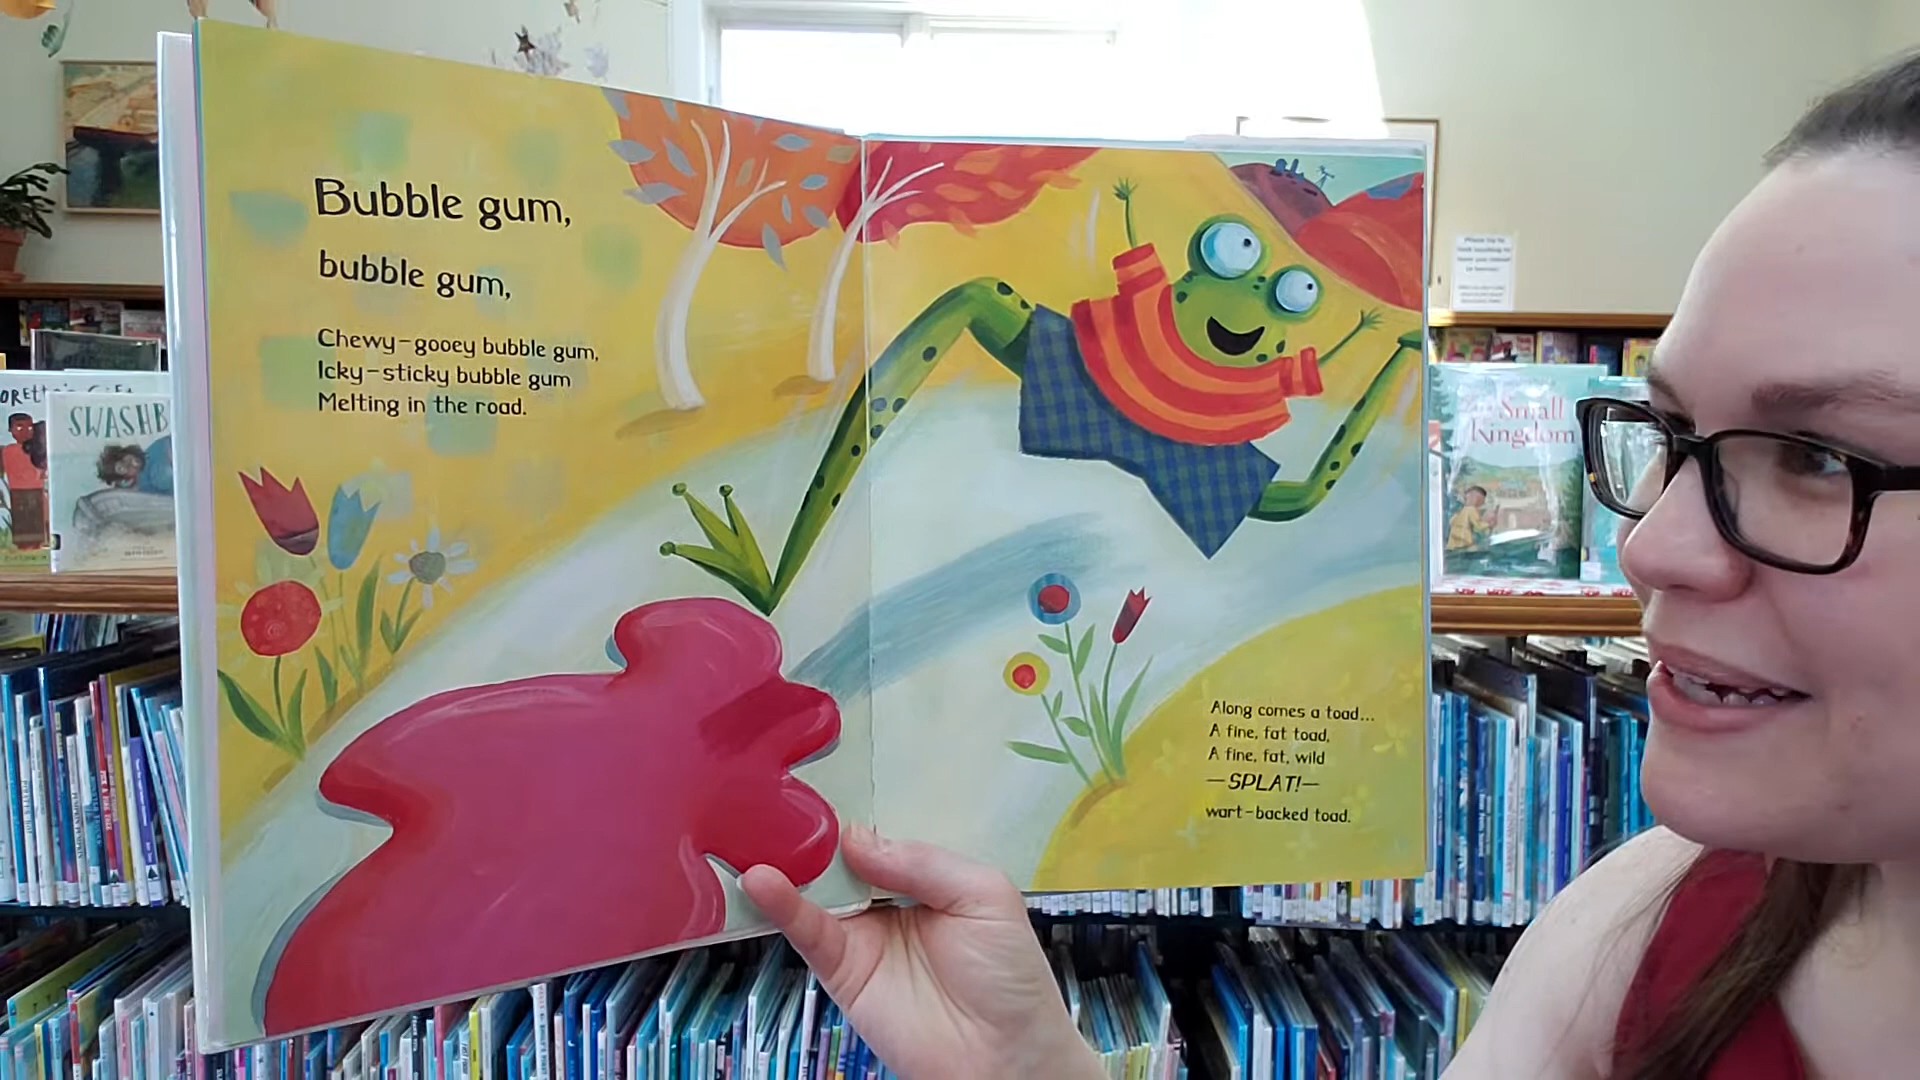 Bubble gum,
bubble gum,
Chewy-gooey bubble gum,
Icky-sticky bubble gum
Melting in the road.
Along comes a toad...
A fine, fat toad,
A fine, fat, wild
—SPLAT!—
wart-backed toad.
SWASHB
Small
Kingdom